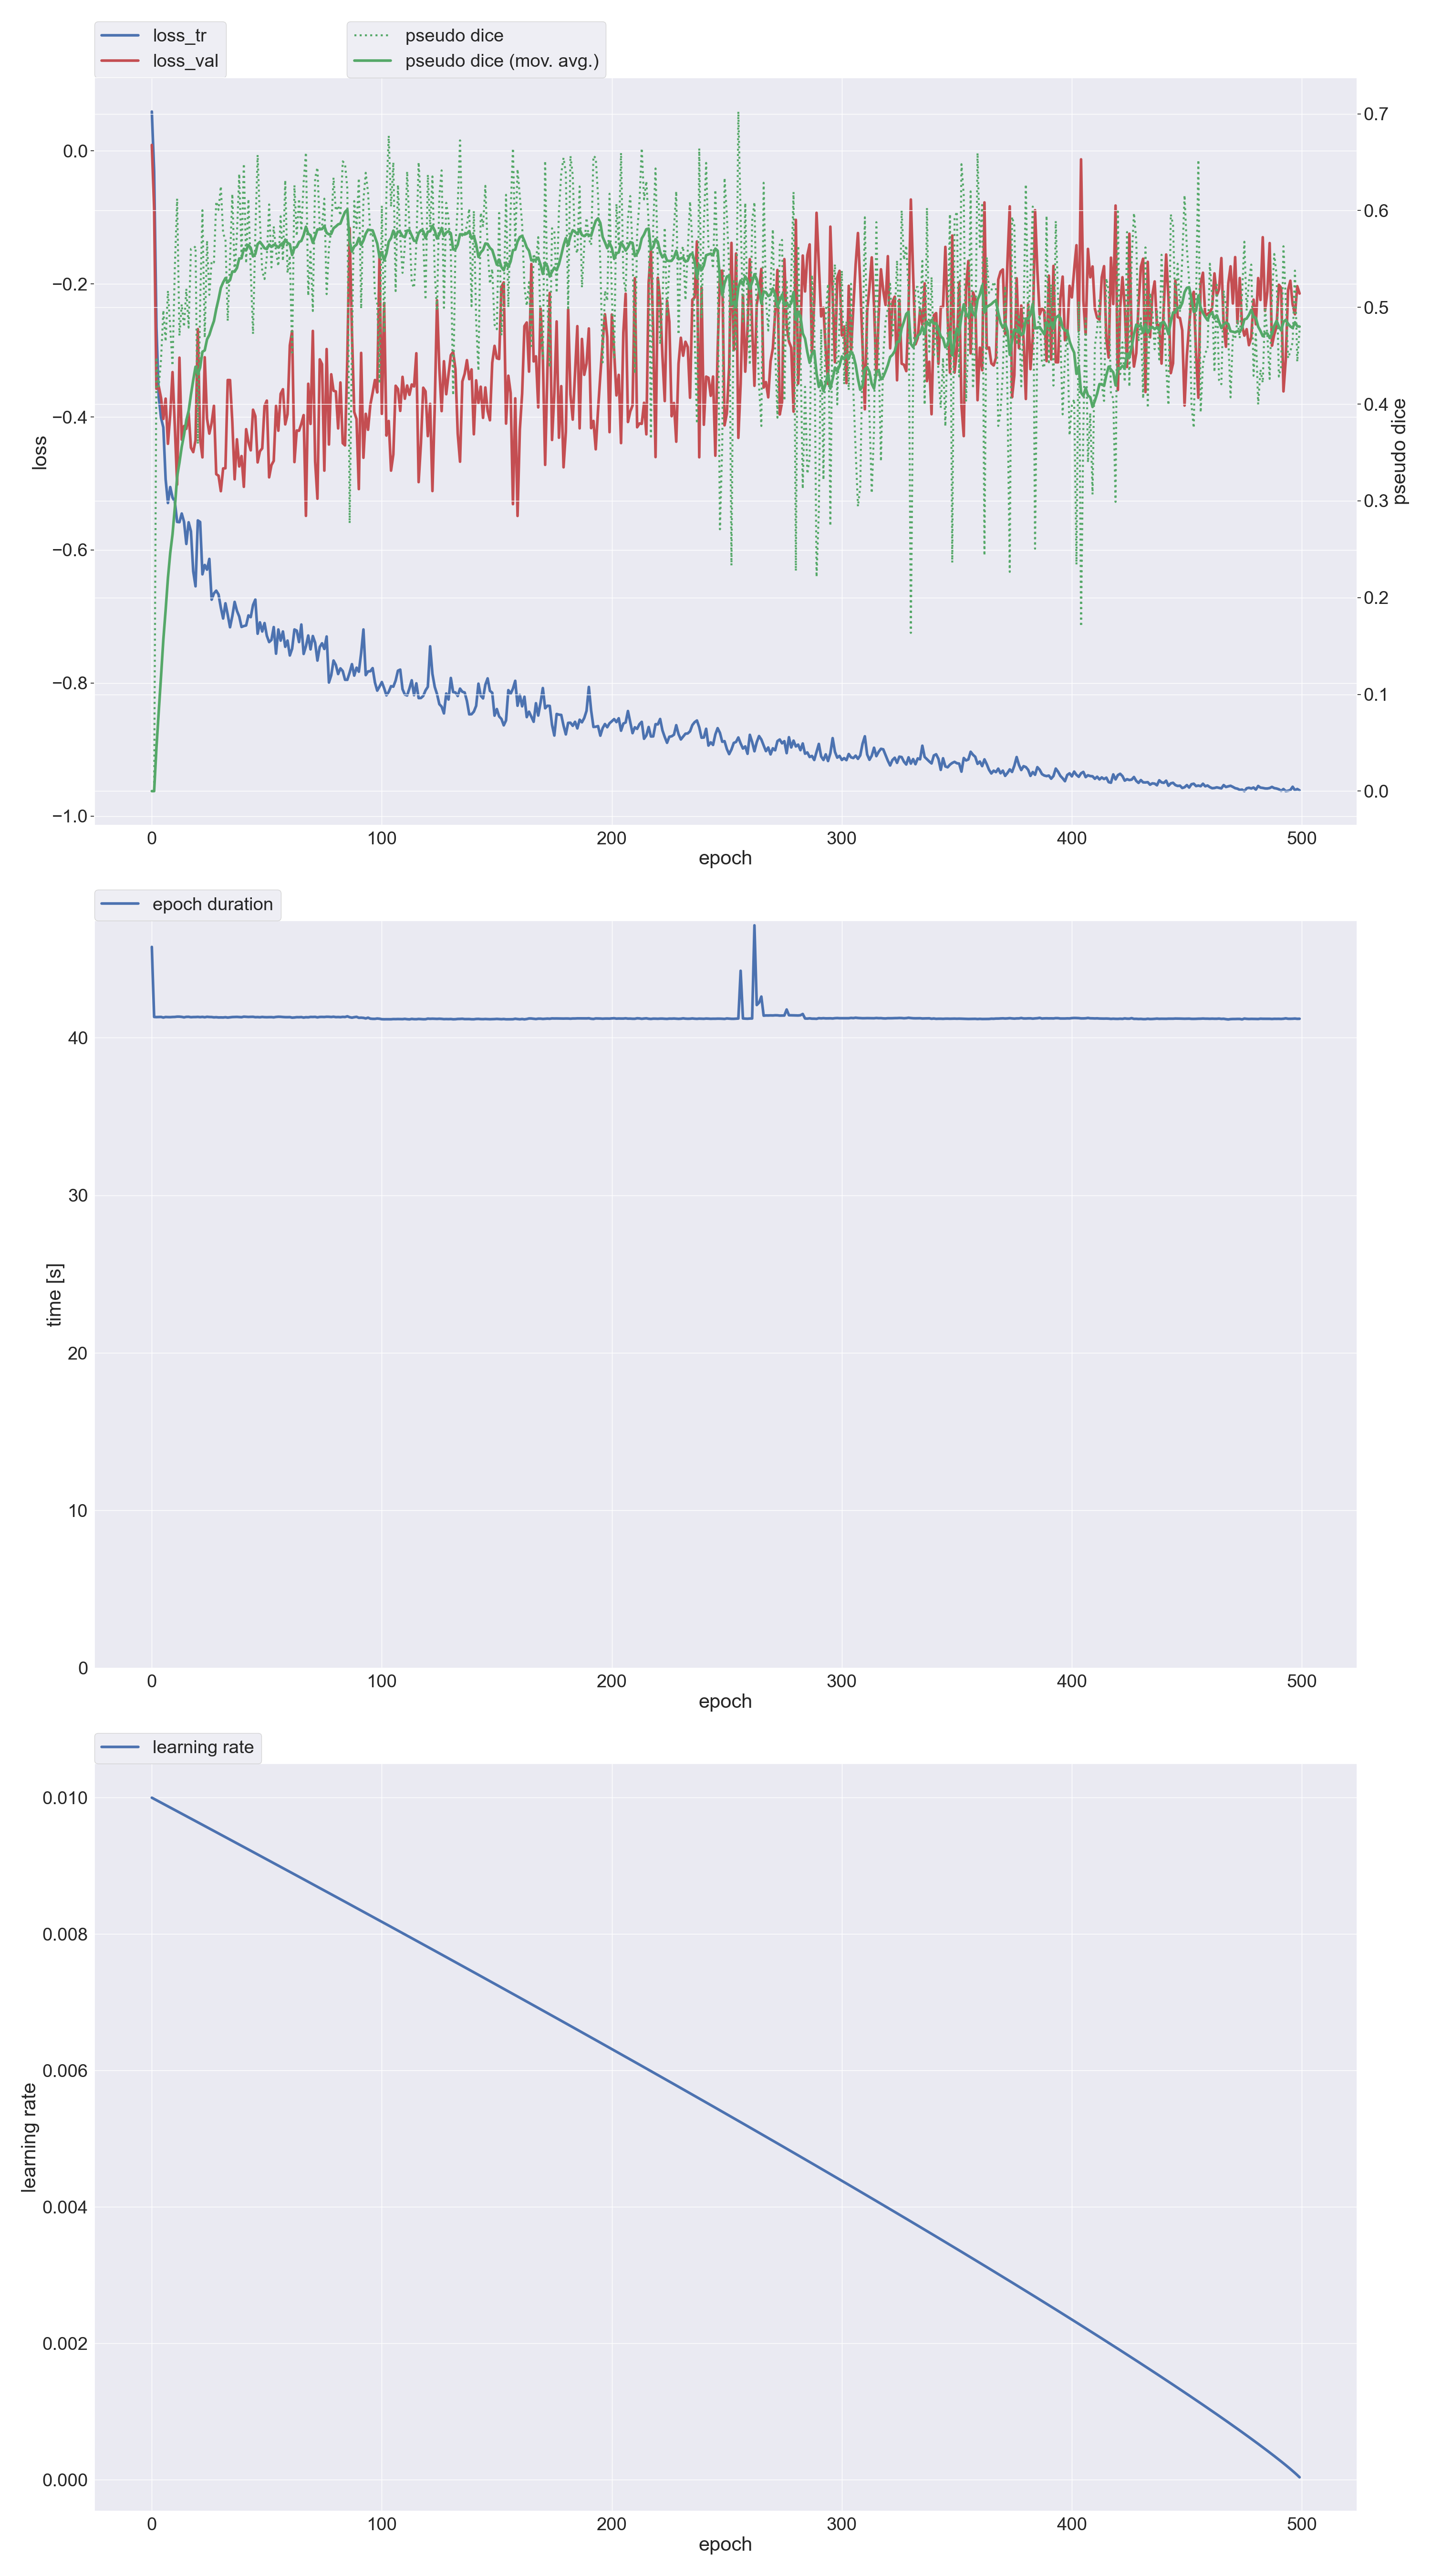 loss_tr
loss_val
pseudo dice
pseudo dice (mov. avg.)
0.0
−0.2
−0.4
−0.6
−0.8
−1.0
loss
0.7
0.6
0.5
0.4
0.3
0.2
0.1
0.0
pseudo dice
0 100 200 300 400 500
epoch
epoch duration
40
30
20
10
0
time [s]
0 100 200 300 400 500
epoch
learning rate
0.010
0.008
0.006
0.004
0.002
0.000
learning rate
0 100 200 300 400 500
epoch